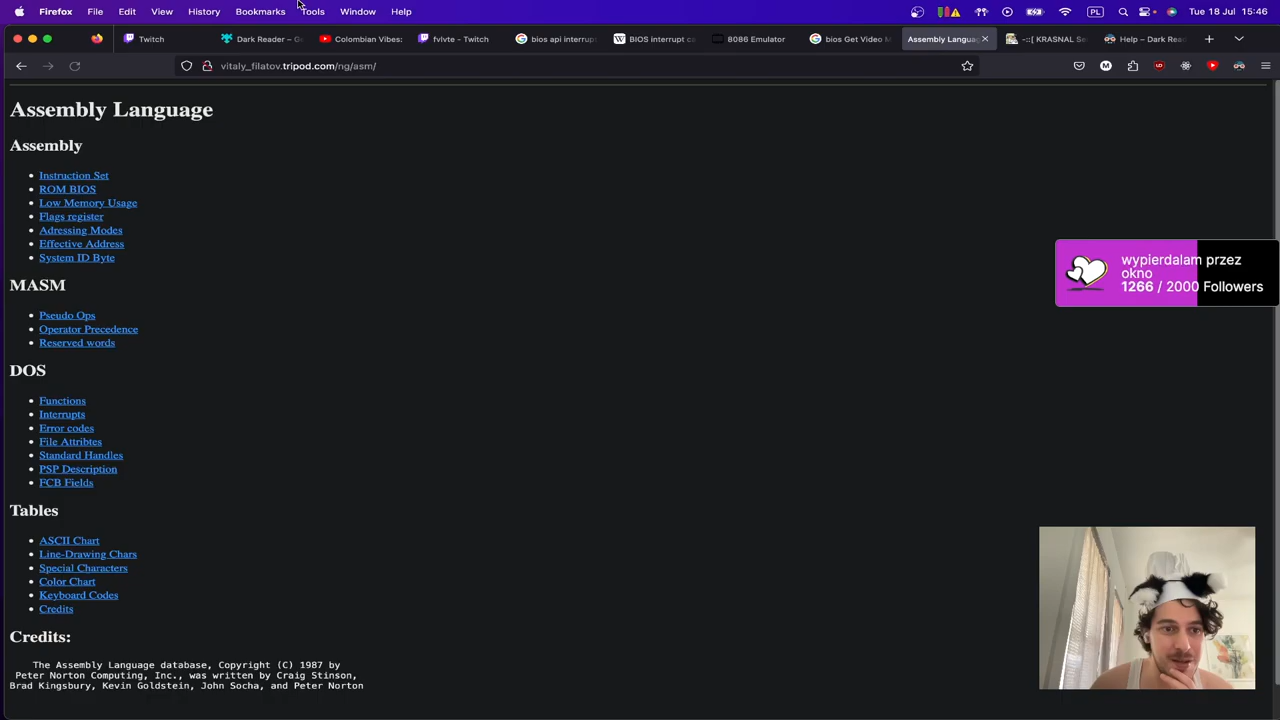 Firefox File Edit View History Bookmarks Tools Window Help PL Tue 18 Jul 15:46
Twitch Dark Reader – G Colombian Vibes: fvlvte - Twitch bios api interrup BIOS interrupt ca 8086 Emulator bios Get Video M Assembly Langua -::[ KRASNAL Se Help – Dark Rea
vitaly_filatov.tripod.com/ng/asm/
Assembly Language
Assembly
Instruction Set
ROM BIOS
Low Memory Usage
Flags register
Adressing Modes
Effective Address
System ID Byte
MASM
Pseudo Ops
Operator Precedence
Reserved words
DOS
Functions
Interrupts
Error codes
File Attribtes
Standard Handles
PSP Description
FCB Fields
Tables
ASCII Chart
Line-Drawing Chars
Special Characters
Color Chart
Keyboard Codes
Credits
Credits:
The Assembly Language database, Copyright (C) 1987 by
Peter Norton Computing, Inc., was written by Craig Stinson,
Brad Kingsbury, Kevin Goldstein, John Socha, and Peter Norton
wypierdalam przez
okno
1266 / 2000 Followers